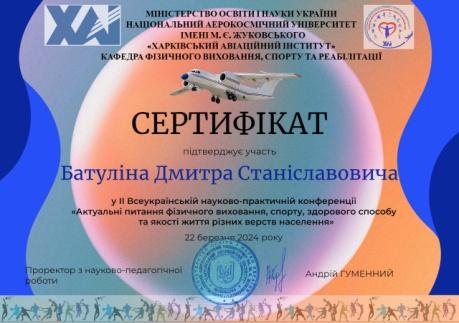 МІНІСТЕРСТВО ОСВІТИ І НАУКИ УКРАЇНИ
НАЦІОНАЛЬНИЙ АЕРОКОСМІЧНИЙ УНІВЕРСИТЕТ
ІМЕНІ М. Є. ЖУКОВСЬКОГО
«ХАРКІВСЬКИЙ АВІАЦІЙНИЙ ІНСТИТУТ»
КАФЕДРА ФІЗИЧНОГО ВИХОВАННЯ, СПОРТУ ТА РЕАБІЛІТАЦІЇ
ХАІ
ХАІ
СЕРТИФІКАТ
підтверджує участь
Батуліна Дмитра Станіславовича
у ІІ Всеукраїнській науково-практичній конференції
«Актуальні питання фізичного виховання, спорту, здорового способу
та якості життя різних верств населення»
22 березня 2024 року
Проректор з науково-педагогічної
роботи
Андрій ГУМЕННИЙ